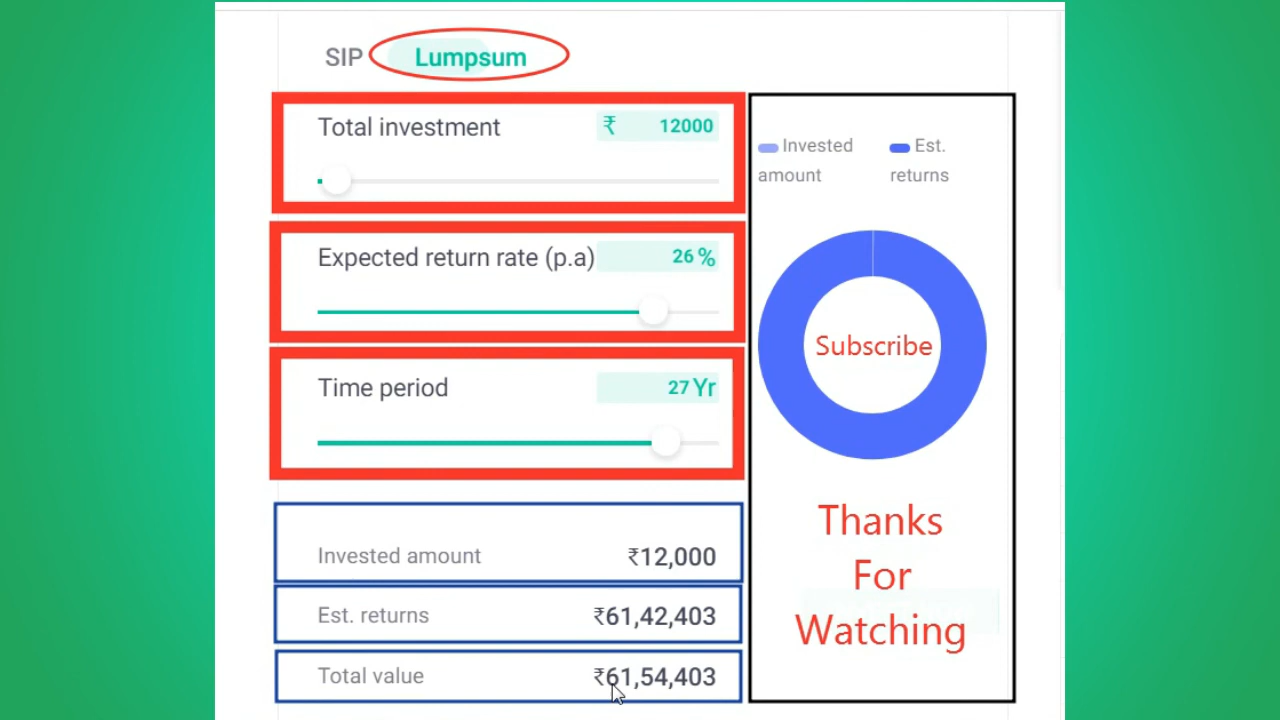 SIP Lumpsum
Total investment ₹ 12000
Expected return rate (p.a) 26 %
Time period 27 Yr
Invested amount ₹12,000
Est. returns ₹61,42,403
Total value ₹61,54,403
Invested amount
Est. returns
Subscribe
Thanks
For
Watching